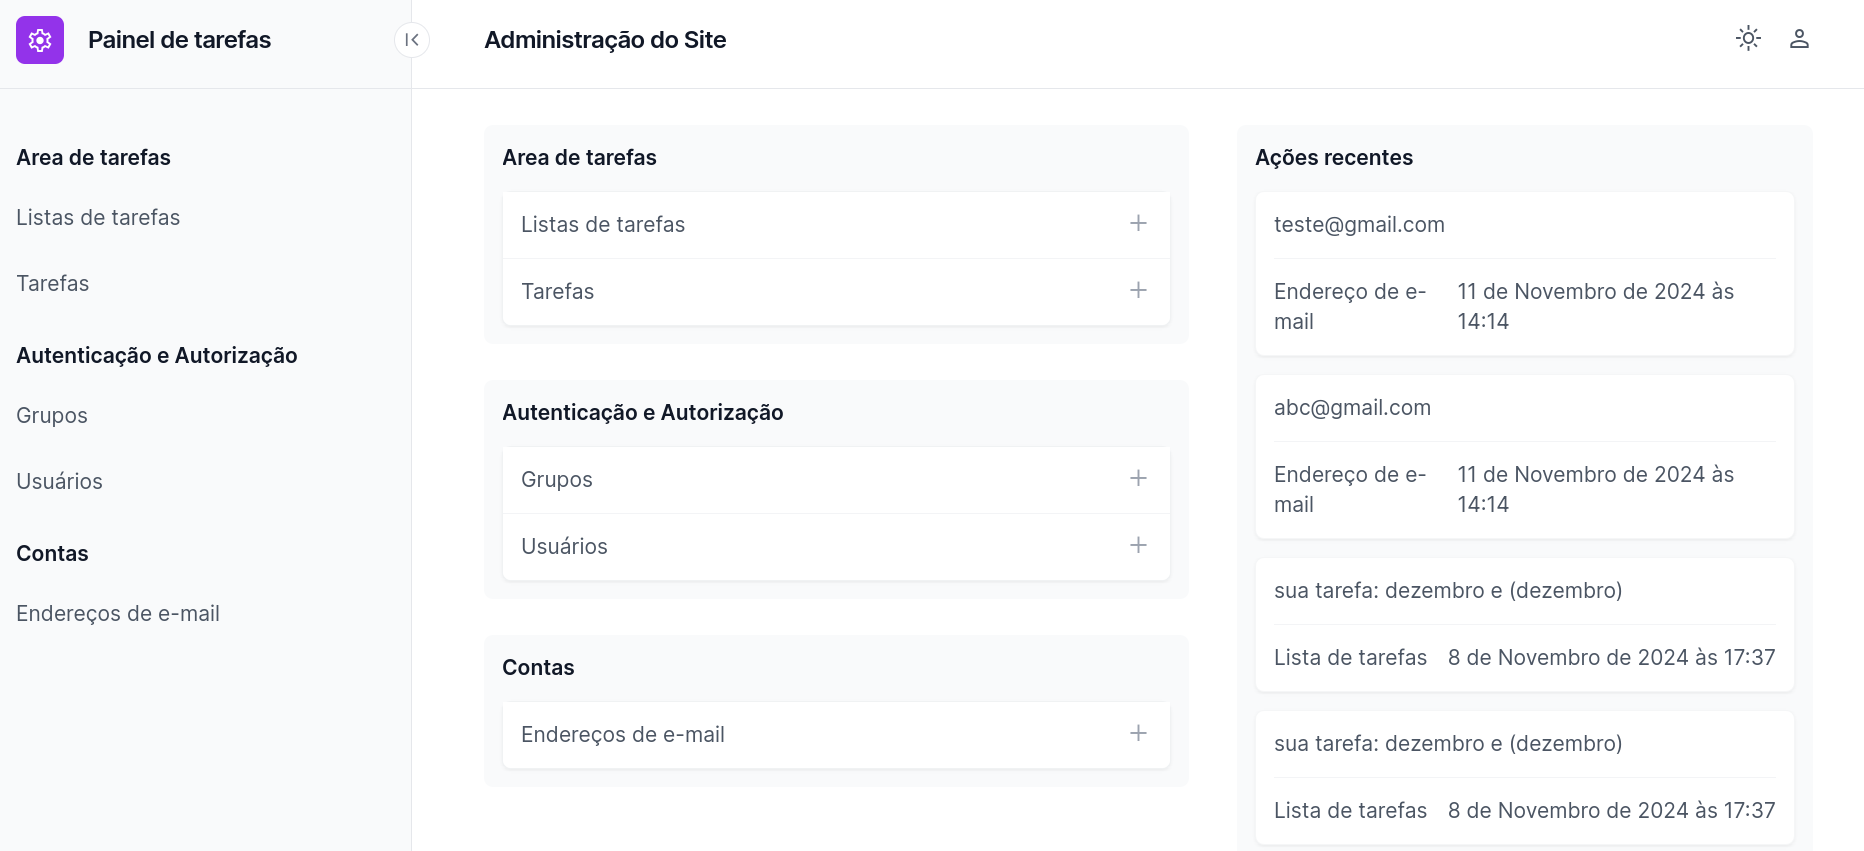 Painel de tarefas
Administração do Site
Area de tarefas
Listas de tarefas
Tarefas
Autenticação e Autorização
Grupos
Usuários
Contas
Endereços de e-mail
Area de tarefas
Listas de tarefas
Tarefas
Autenticação e Autorização
Grupos
Usuários
Contas
Endereços de e-mail
Ações recentes
teste@gmail.com
Endereço de e-
mail
11 de Novembro de 2024 às
14:14
abc@gmail.com
Endereço de e-
mail
11 de Novembro de 2024 às
14:14
sua tarefa: dezembro e (dezembro)
Lista de tarefas 8 de Novembro de 2024 às 17:37
sua tarefa: dezembro e (dezembro)
Lista de tarefas 8 de Novembro de 2024 às 17:37